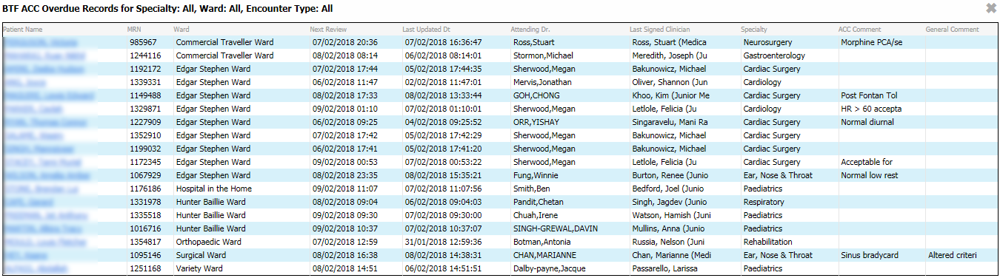 BTF ACC Overdue Records for Specialty: All, Ward: All, Encounter Type: All
Patient Name MRN Ward Next Review Last Updated Dt Attending Dr. Last Signed Clinician Specialty ACC Comment General Comment
985967 Commercial Traveller Ward 07/02/2018 20:36 07/02/2018 16:36:47 Ross,Stuart Ross, Stuart (Medica Neurosurgery Morphine PCA/se
1244116 Commercial Traveller Ward 08/02/2018 08:14 06/02/2018 08:14:01 Stormon,Michael Meredith, Joseph (Ju Gastroenterology
1192172 Edgar Stephen Ward 07/02/2018 17:44 05/02/2018 17:44:35 Sherwood,Megan Bakunowicz, Michael Cardiac Surgery
1339331 Edgar Stephen Ward 06/02/2018 11:47 02/02/2018 11:47:01 Mervis,Jonathan Oliver, Shannon (Jun Cardiology
1149488 Edgar Stephen Ward 08/02/2018 17:33 08/02/2018 13:33:44 GOH,CHONG Khoo, Kim (Junior Me Cardiac Surgery Post Fontan Tol
1329871 Edgar Stephen Ward 09/02/2018 01:10 07/02/2018 01:10:01 Sherwood,Megan Letlole, Felicia (Ju Cardiology HR > 60 accepta
1227909 Edgar Stephen Ward 06/02/2018 09:25 04/02/2018 09:25:52 ORR,YISHAY Singaravelu, Mani Ra Cardiac Surgery Normal diurnal
1352910 Edgar Stephen Ward 07/02/2018 17:42 05/02/2018 17:42:29 Sherwood,Megan Bakunowicz, Michael Cardiac Surgery
1199032 Edgar Stephen Ward 06/02/2018 17:41 05/02/2018 17:41:20 Sherwood,Megan Bakunowicz, Michael Cardiac Surgery
1172345 Edgar Stephen Ward 09/02/2018 00:53 07/02/2018 00:53:22 Sherwood,Megan Letlole, Felicia (Ju Cardiac Surgery Acceptable for
1067929 Edgar Stephen Ward 08/02/2018 23:35 08/02/2018 15:35:21 Fung,Winnie Burton, Renee (Junio Ear, Nose & Throat Normal low rest
1176186 Hospital in the Home 09/02/2018 11:07 07/02/2018 11:07:56 Smith,Ben Bedford, Joel (Junio Paediatrics
1331978 Hunter Baillie Ward 08/02/2018 09:04 06/02/2018 09:04:03 Pandit,Chetan Singh, Jagdev (Junio Respiratory
1335518 Hunter Baillie Ward 09/02/2018 09:30 07/02/2018 09:30:00 Chuah,Irene Watson, Hamish (Juni Paediatrics
1016716 Hunter Baillie Ward 09/02/2018 10:37 07/02/2018 10:37:07 SINGH-GREWAL,DAVIN Mullins, Anna (Junio Paediatrics
1354817 Orthopaedic Ward 07/02/2018 12:59 31/01/2018 12:59:36 Botman,Antonia Russia, Nelson (Juni Rehabilitation
1095146 Surgical Ward 08/02/2018 16:38 08/02/2018 14:38:31 CHAN,MARIANNE Chan, Marianne (Medi Ear, Nose & Throat Sinus bradycard Altered criteri
1251168 Variety Ward 08/02/2018 14:51 06/02/2018 14:51:51 Dalby-payne,Jacque Passarello, Larissa Paediatrics